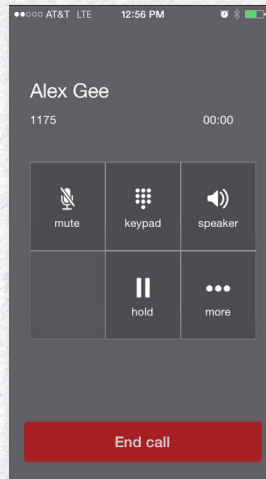 AT&T LTE 12:56 PM
Alex Gee
1175 00:00
mute keypad speaker
hold more
End call